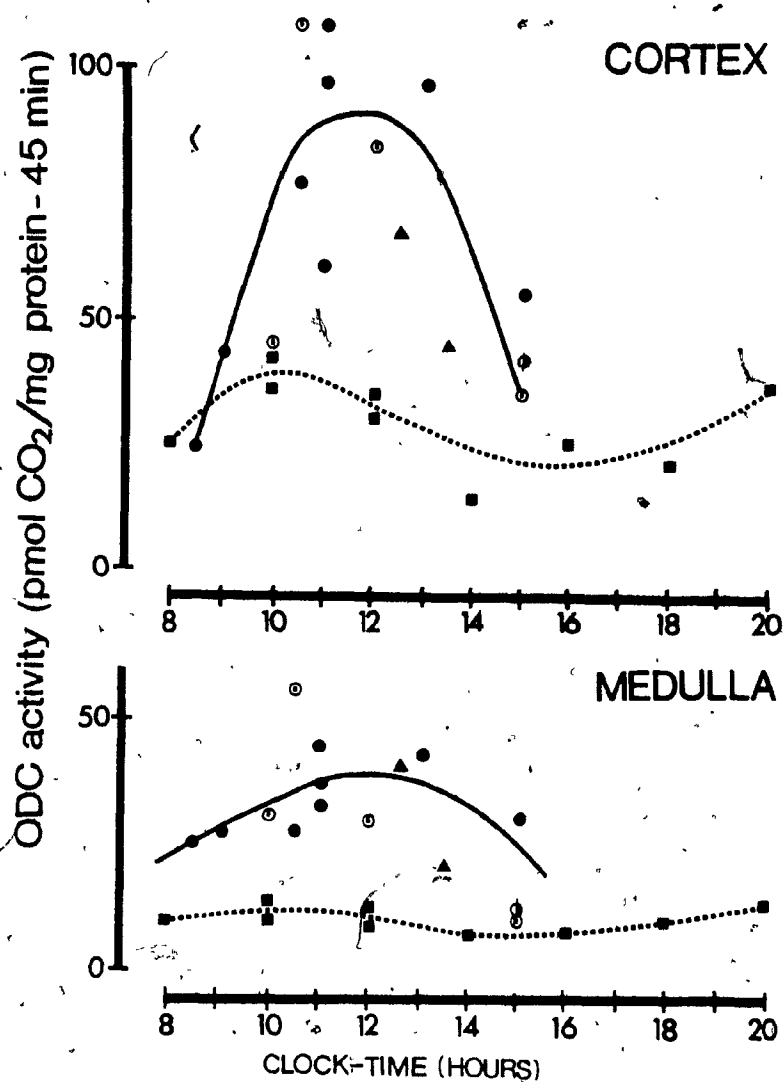 CORTEX
ODC activity (pmol CO2/mg protein - 45 min)
100
50
0
8 10 12 14 16 18 20
MEDULLA
50
0
8 10 12 14 16 18 20
CLOCK-TIME (HOURS)